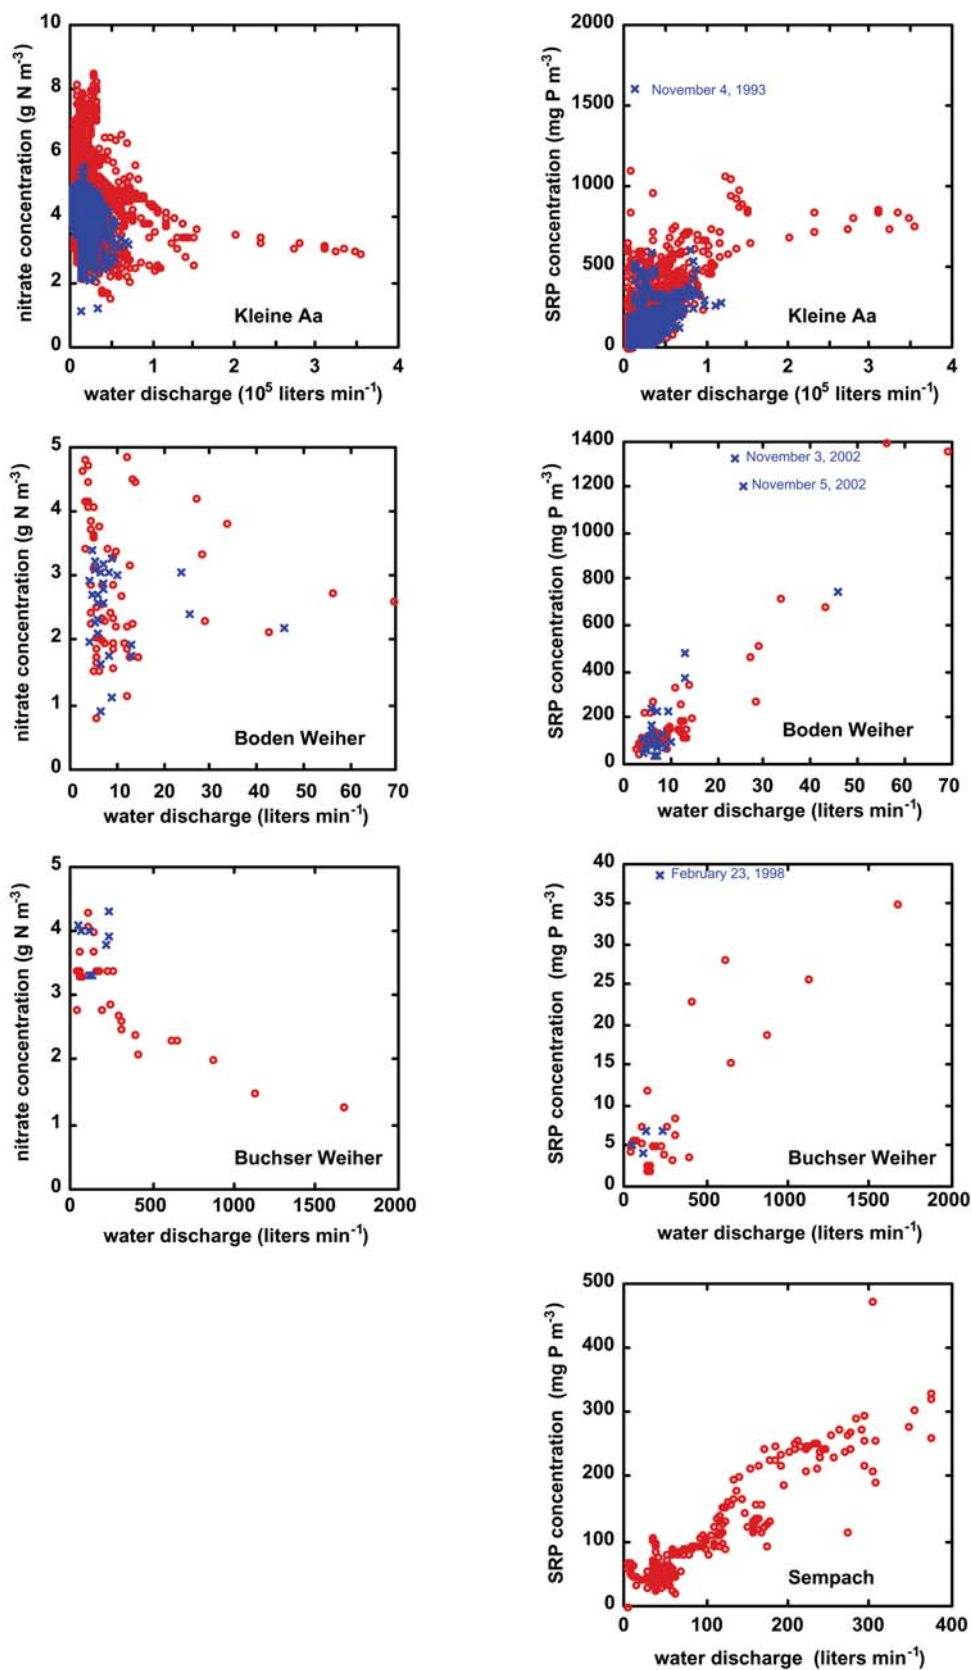 10
8
6
4
2
0
nitrate concentration (g N m-3)
Kleine Aa
0 1 2 3 4
water discharge (10⁵ liters min⁻¹)
2000
1500
1000
500
0
SRP concentration (mg P m-3)
November 4, 1993
Kleine Aa
0 1 2 3 4
water discharge (10⁵ liters min⁻¹)
5
4
3
2
1
0
nitrate concentration (g N m⁻³)
Boden Weiher
0 10 20 30 40 50 60 70
water discharge (liters min⁻¹)
1400
1200
1000
800
600
400
200
0
SRP concentration (mg P m⁻³)
November 3, 2002
November 5, 2002
Boden Weiher
0 10 20 30 40 50 60 70
water discharge (liters min⁻¹)
5
4
3
2
1
0
nitrate concentration (g N m⁻³)
Buchser Weiher
0 500 1000 1500 2000
water discharge (liters min⁻¹)
40
35
30
25
20
15
10
5
0
SRP concentration (mg P m⁻³)
February 23, 1998
Buchser Weiher
0 500 1000 1500 2000
water discharge (liters min⁻¹)
500
400
300
200
100
0
SRP concentration (mg P m⁻³)
Sempach
0 100 200 300 400
water discharge (liters min⁻¹)